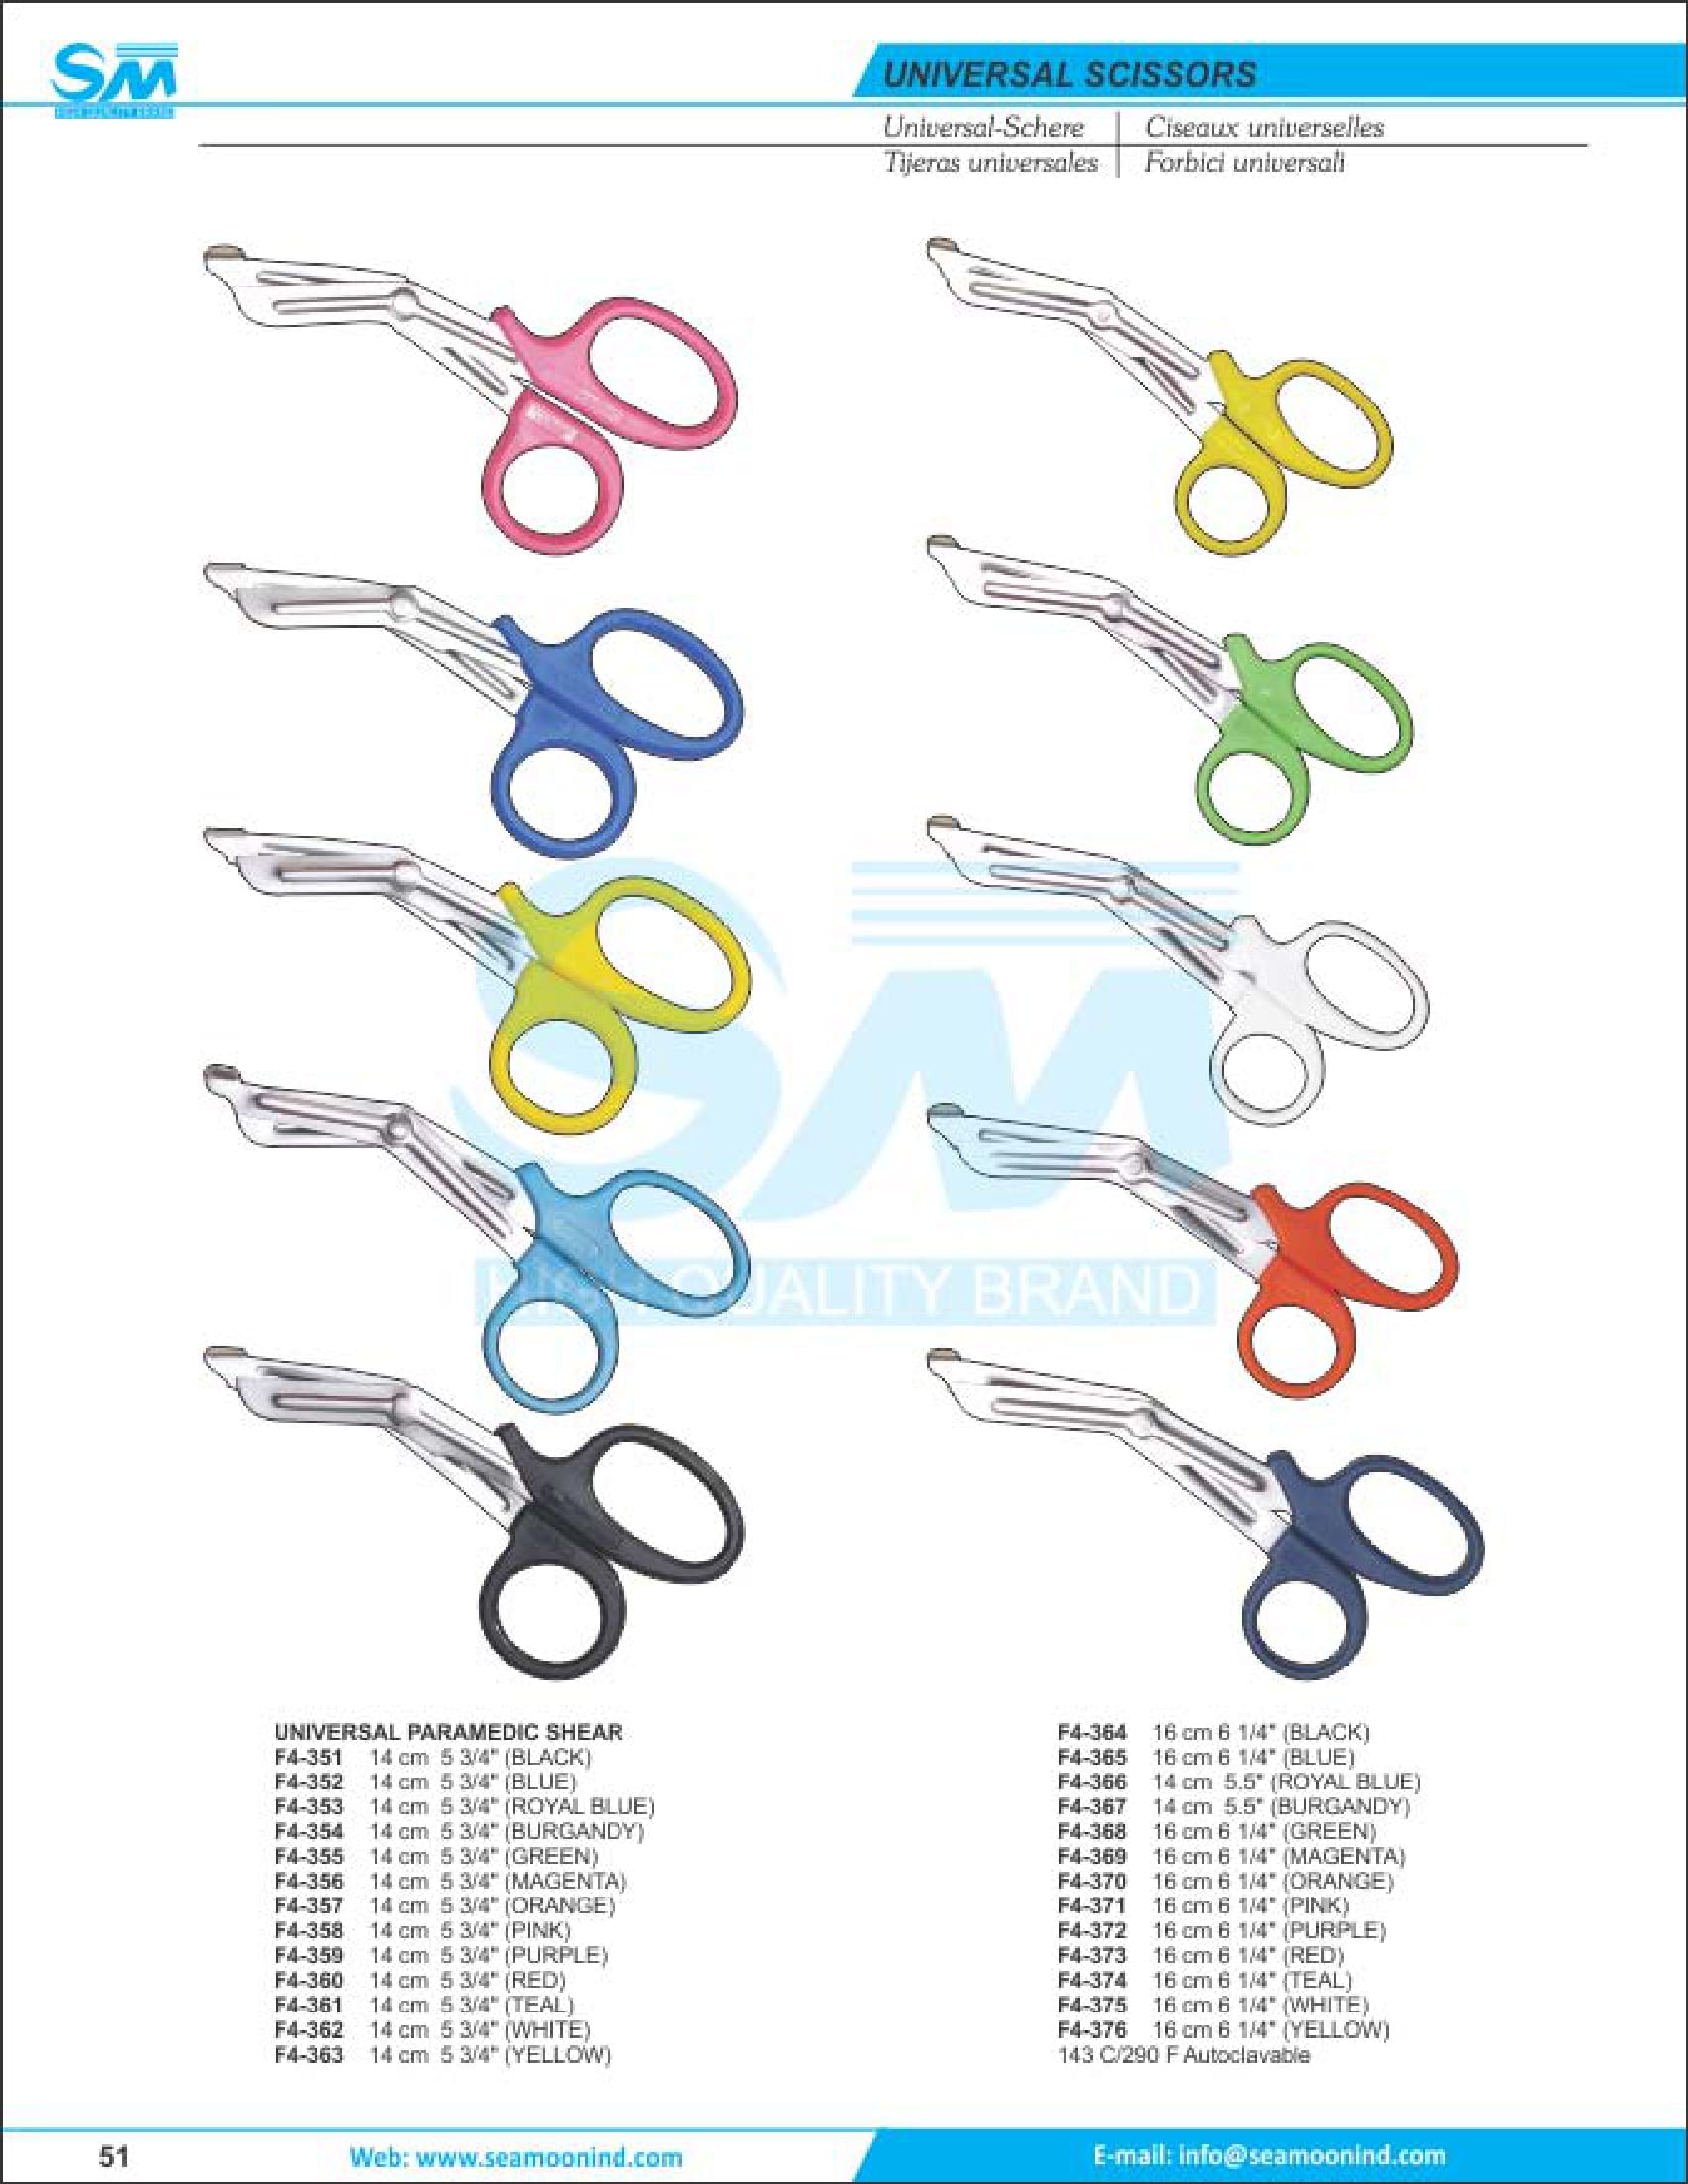 SM
UNIVERSAL SCISSORS
Universal-Schere
Ciseaux universelles
Tijeras universales
Forbici universali
SM
HIGH QUALITY BRAND
UNIVERSAL PARAMEDIC SHEAR
F4-351 14 cm 5 3/4" (BLACK)
F4-352 14 cm 5 3/4" (BLUE)
F4-353 14 cm 5 3/4" (ROYAL BLUE)
F4-354 14 cm 5 3/4" (BURGANDY)
F4-355 14 cm 5 3/4" (GREEN)
F4-356 14 cm 5 3/4" (MAGENTA)
F4-357 14 cm 5 3/4" (ORANGE)
F4-358 14 cm 5 3/4" (PINK)
F4-359 14 cm 5 3/4" (PURPLE)
F4-360 14 cm 5 3/4" (RED)
F4-361 14 cm 5 3/4" (TEAL)
F4-362 14 cm 5 3/4" (WHITE)
F4-363 14 cm 5 3/4" (YELLOW)
F4-364 16 cm 6 1/4" (BLACK)
F4-365 16 cm 6 1/4" (BLUE)
F4-366 14 cm 5.5" (ROYAL BLUE)
F4-367 14 cm 5.5" (BURGANDY)
F4-368 16 cm 6 1/4" (GREEN)
F4-369 16 cm 6 1/4" (MAGENTA)
F4-370 16 cm 6 1/4" (ORANGE)
F4-371 16 cm 6 1/4" (PINK)
F4-372 16 cm 6 1/4" (PURPLE)
F4-373 16 cm 6 1/4" (RED)
F4-374 16 cm 6 1/4" (TEAL)
F4-375 16 cm 6 1/4" (WHITE)
F4-376 16 cm 6 1/4" (YELLOW)
143 C/290 F Autoclavable
51
Web: www.seamoonind.com
E-mail: info@seamoonind.com